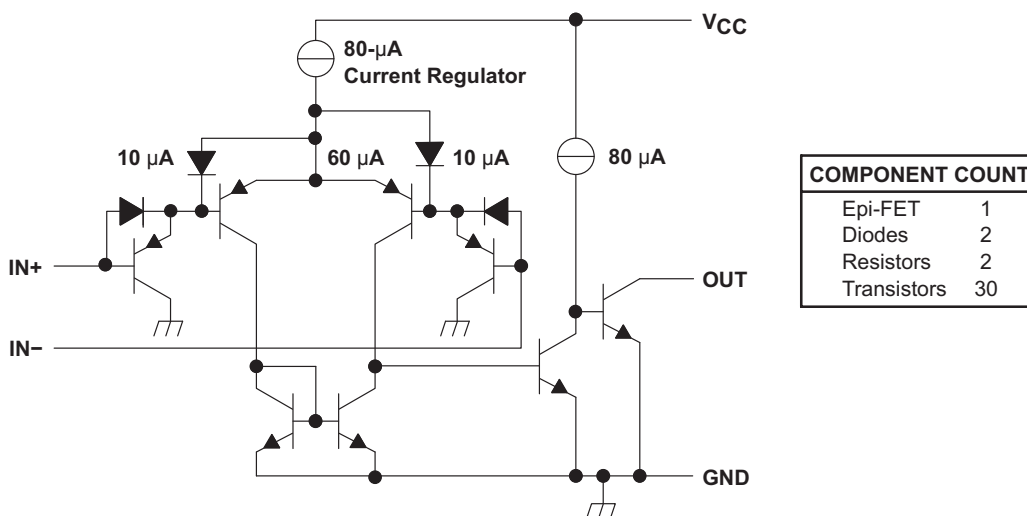 VCC
80-µA
Current Regulator
10 µA
60 µA
10 µA
80 µA
COMPONENT COUNT
Epi-FET 1
Diodes 2
Resistors 2
Transistors 30
IN+
OUT
IN−
GND